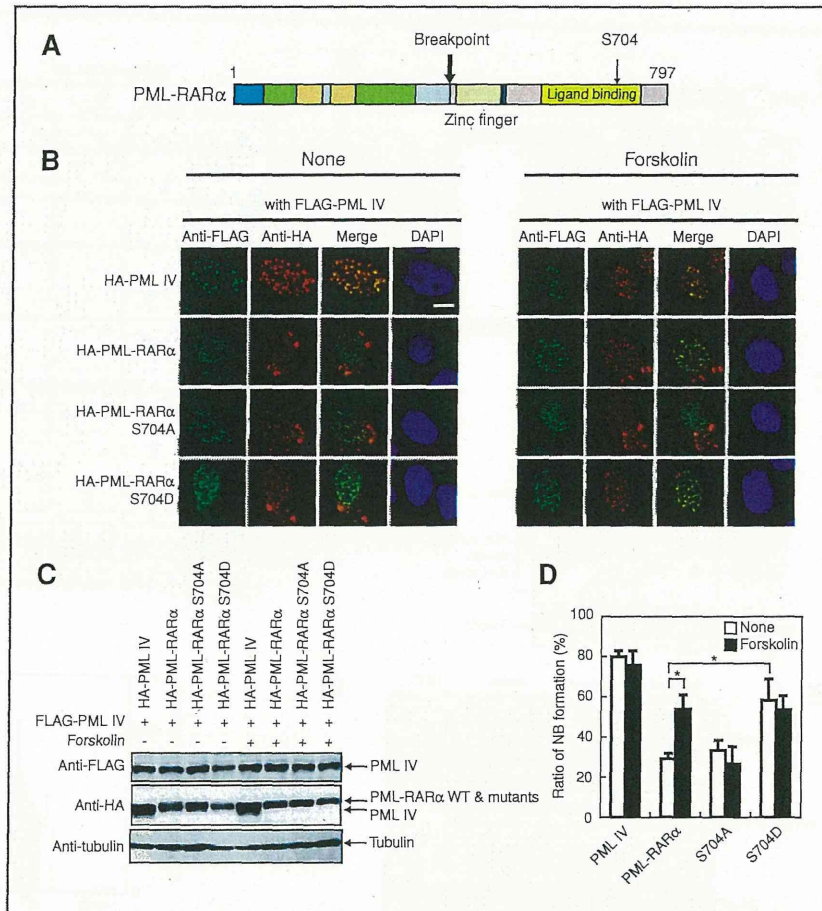 A
Breakpoint
S704
1
797
PML-RARα
Ligand binding
Zinc finger
B
None
Forskolin
with FLAG-PML IV
with FLAG-PML IV
Anti-FLAG Anti-HA Merge DAPI
Anti-FLAG Anti-HA Merge DAPI
HA-PML IV
HA-PML-RARα
HA-PML-RARα
S704A
HA-PML-RARα
S704D
C
HA-PML IV
HA-PML-RARα
HA-PML-RARα S704A
HA-PML-RARα S704D
HA-PML IV
HA-PML-RARα
HA-PML-RARα S704A
HA-PML-RARα S704D
FLAG-PML IV + + + + + + + +
Forskolin - - - - + + + +
Anti-FLAG
PML IV
Anti-HA
PML-RARα WT & mutants
PML IV
Anti-tubulin
Tubulin
D
Ratio of NB formation (%)
100
80
60
40
20
0
None
Forskolin
*
*
PML IV
PML-RARα
S704A
S704D